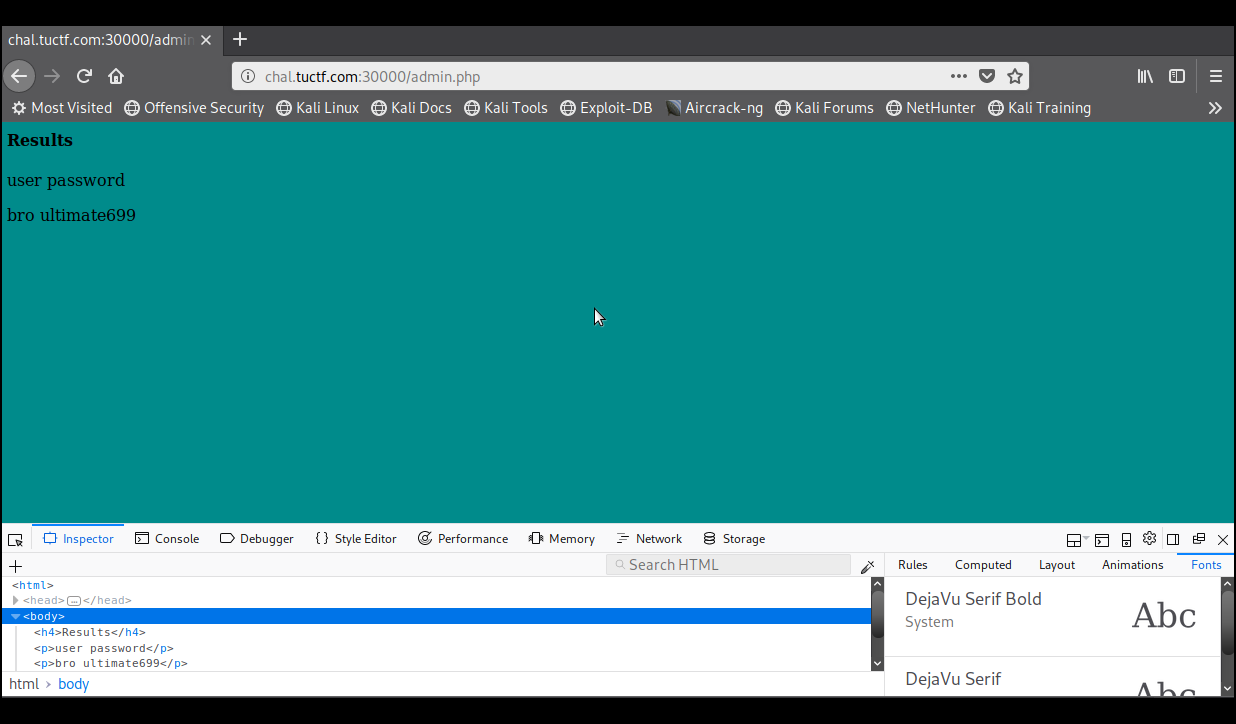 chal.tuctf.com:30000/admin
chal.tuctf.com:30000/admin.php
Most Visited Offensive Security Kali Linux Kali Docs Kali Tools Exploit-DB Aircrack-ng Kali Forums NetHunter Kali Training
Results
user password
bro ultimate699
Inspector Console Debugger Style Editor Performance Memory Network Storage
Search HTML
Rules Computed Layout Animations Fonts
<html>
<head>…</head>
<body>
<h4>Results</h4>
<p>user password</p>
<p>bro ultimate699</p>
html › body
DejaVu Serif Bold
System
Abc
DejaVu Serif
Abc